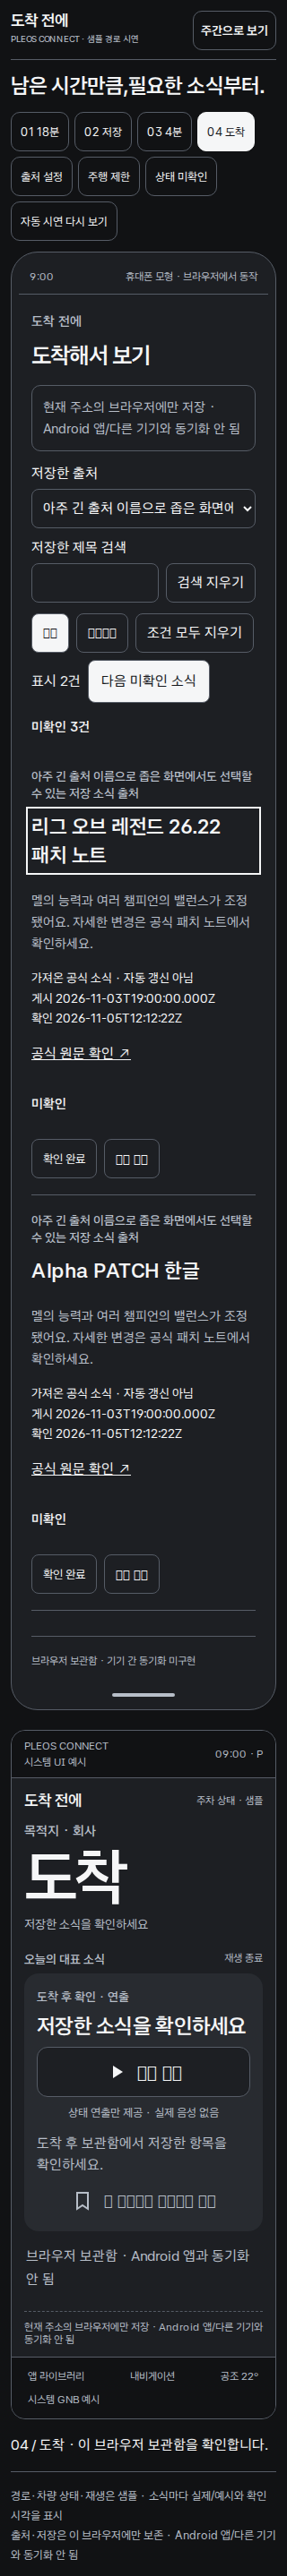 도착 전에
PLEOS CONNECT · 샘플 경로 시연
주간으로 보기
남은 시간만큼,필요한 소식부터.
01 18분
02 저장
03 4분
04 도착
출처 설정
주행 제한
상태 미확인
자동 시연 다시 보기
9:00
휴대폰 모형 · 브라우저에서 동작
도착 전에
도착해서 보기
현재 주소의 브라우저에만 저장 ·
Android 앱/다른 기기와 동기화 안 됨
저장한 출처
아주 긴 출처 이름으로 좁은 화면에
저장한 제목 검색
검색 지우기
조건 모두 지우기
표시 2건
다음 미확인 소식
미확인 3건
아주 긴 출처 이름으로 좁은 화면에서도 선택할
수 있는 저장 소식 출처
리그 오브 레전드 26.22
패치 노트
멜의 능력과 여러 챔피언의 밸런스가 조정
됐어요. 자세한 변경은 공식 패치 노트에서
확인하세요.
가져온 공식 소식 · 자동 갱신 아님
게시 2026-11-03T19:00:00.000Z
확인 2026-11-05T12:12:22Z
공식 원문 확인 ↗
미확인
확인 완료
아주 긴 출처 이름으로 좁은 화면에서도 선택할
수 있는 저장 소식 출처
Alpha PATCH 한글
멜의 능력과 여러 챔피언의 밸런스가 조정
됐어요. 자세한 변경은 공식 패치 노트에서
확인하세요.
가져온 공식 소식 · 자동 갱신 아님
게시 2026-11-03T19:00:00.000Z
확인 2026-11-05T12:12:22Z
공식 원문 확인 ↗
미확인
확인 완료
브라우저 보관함 · 기기 간 동기화 미구현
PLEOS CONNECT
시스템 UI 예시
09:00 · P
도착 전에
주차 상태 · 샘플
목적지 · 회사
도착
저장한 소식을 확인하세요
오늘의 대표 소식
재생 종료
도착 후 확인 · 연출
저장한 소식을 확인하세요
상태 연출만 제공 · 실제 음성 없음
도착 후 보관함에서 저장한 항목을
확인하세요.
브라우저 보관함 · Android 앱과 동기화
안 됨
현재 주소의 브라우저에만 저장 · Android 앱/다른 기기와
동기화 안 됨
앱 라이브러리
내비게이션
공조 22°
시스템 GNB 예시
04 / 도착 · 이 브라우저 보관함을 확인합니다.
경로·차량 상태·재생은 샘플 · 소식마다 실제/예시와 확인
시각을 표시
출처·저장은 이 브라우저에만 보존 · Android 앱/다른 기기
와 동기화 안 됨